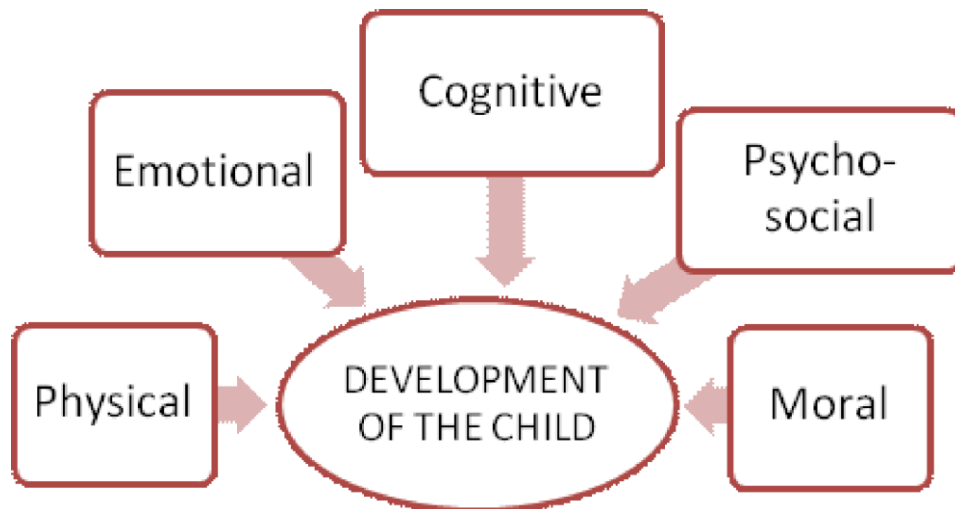 Cognitive
Emotional
Psycho-
social
Physical
DEVELOPMENT
OF THE CHILD
Moral